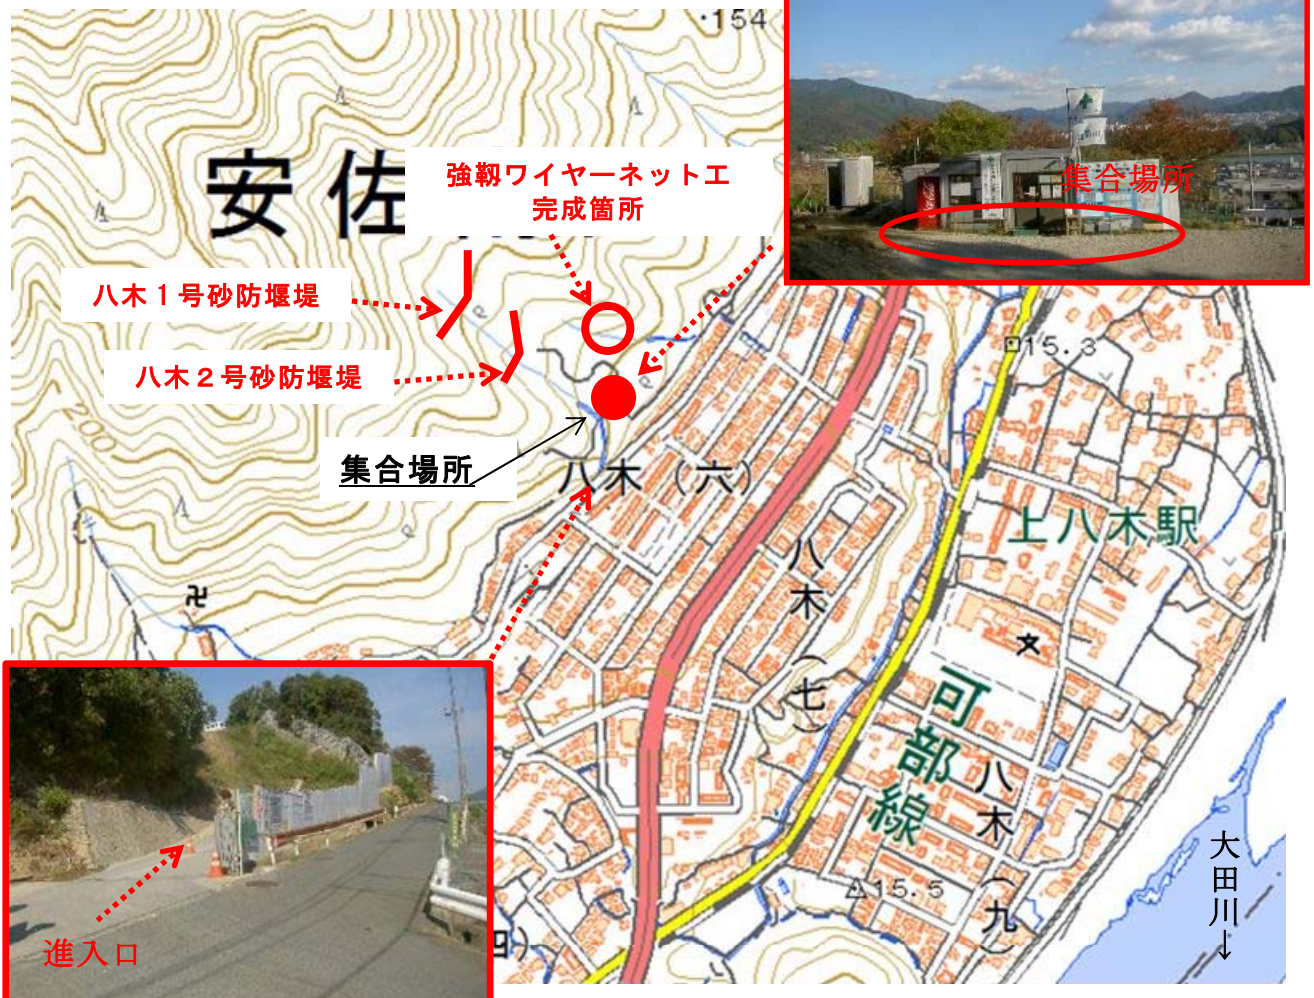 ・154
安佐
強靱ワイヤーネット工
完成箇所
集合場所
八木１号砂防堰堤
八木２号砂防堰堤
15.3
200
集合場所
八木（六）
上八木駅
八木（七）
可部線
八木（九）
15.5
大田川↓
四）
進入口